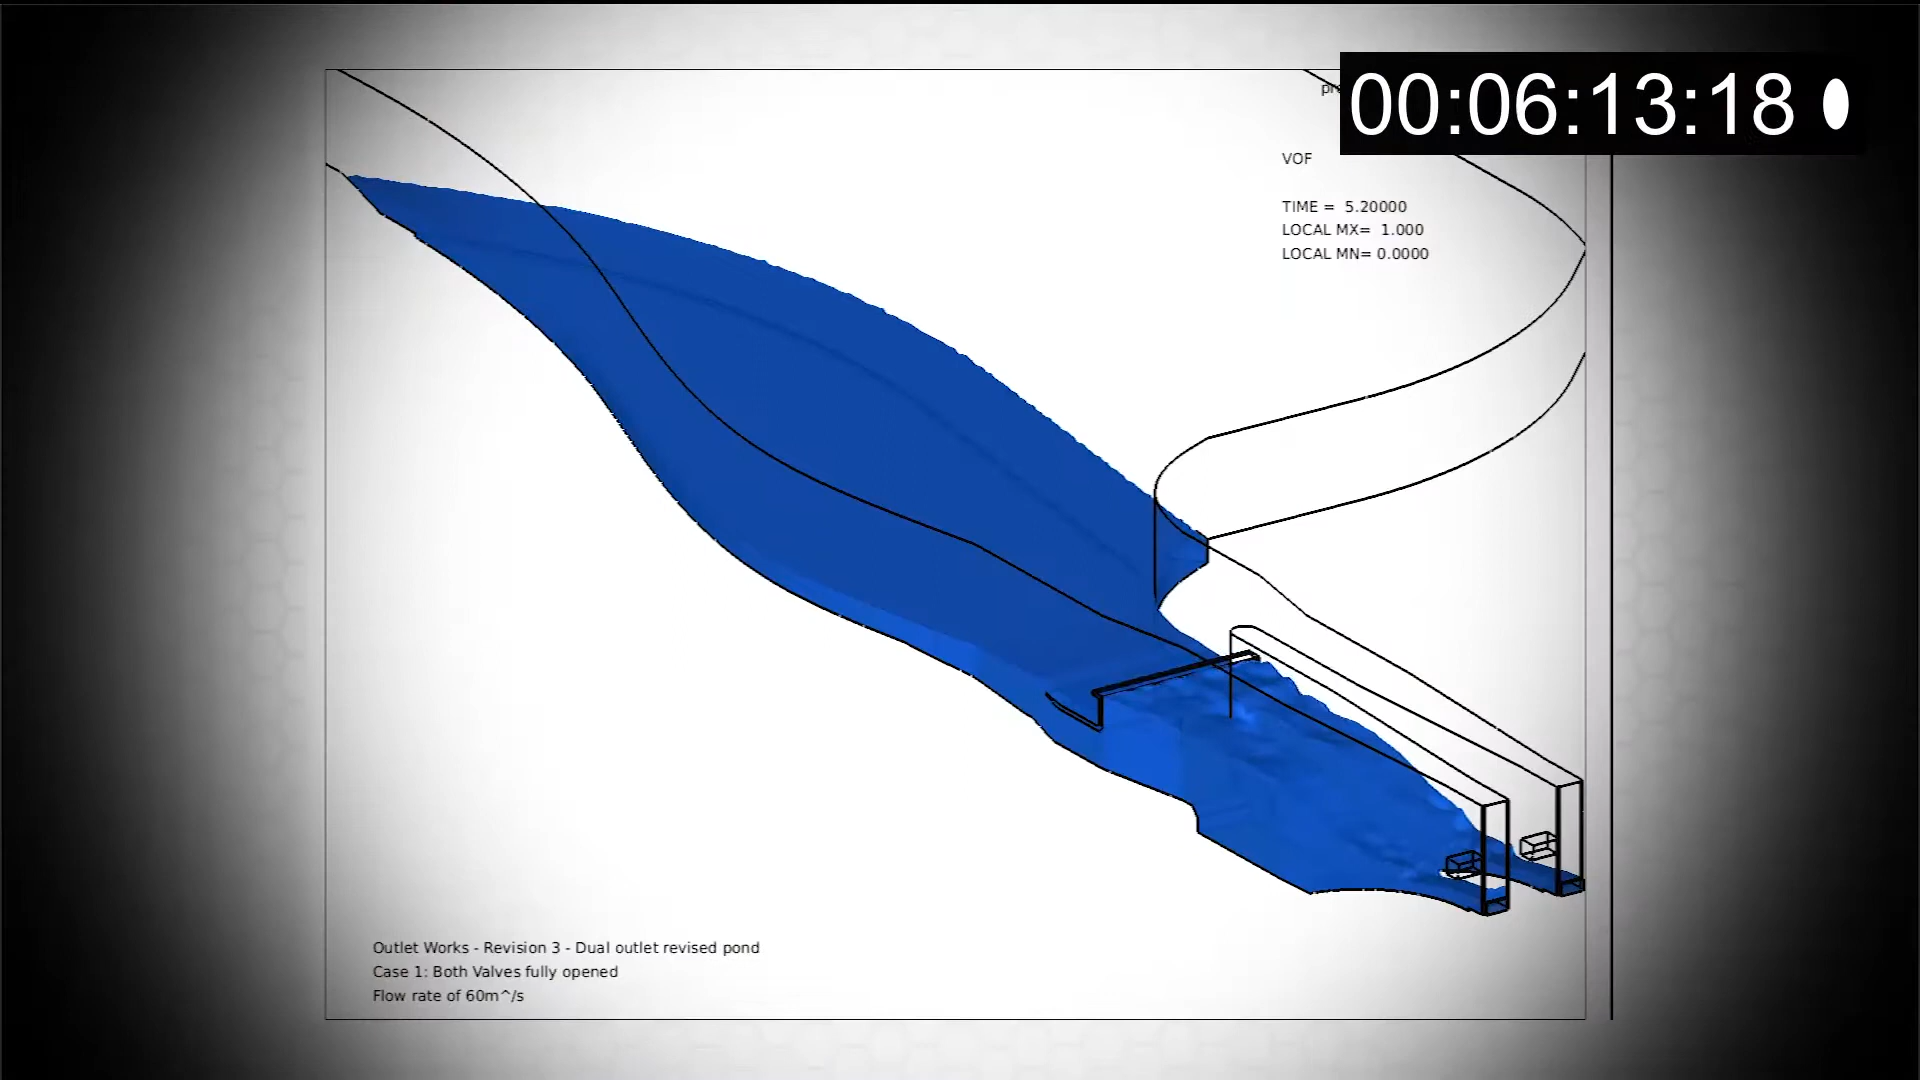 00:06:13:18
VOF
TIME = 5.20000
LOCAL MX= 1.000
LOCAL MN= 0.0000
Outlet Works - Revision 3 - Dual outlet revised pond
Case 1: Both Valves fully opened
Flow rate of 60m^/s